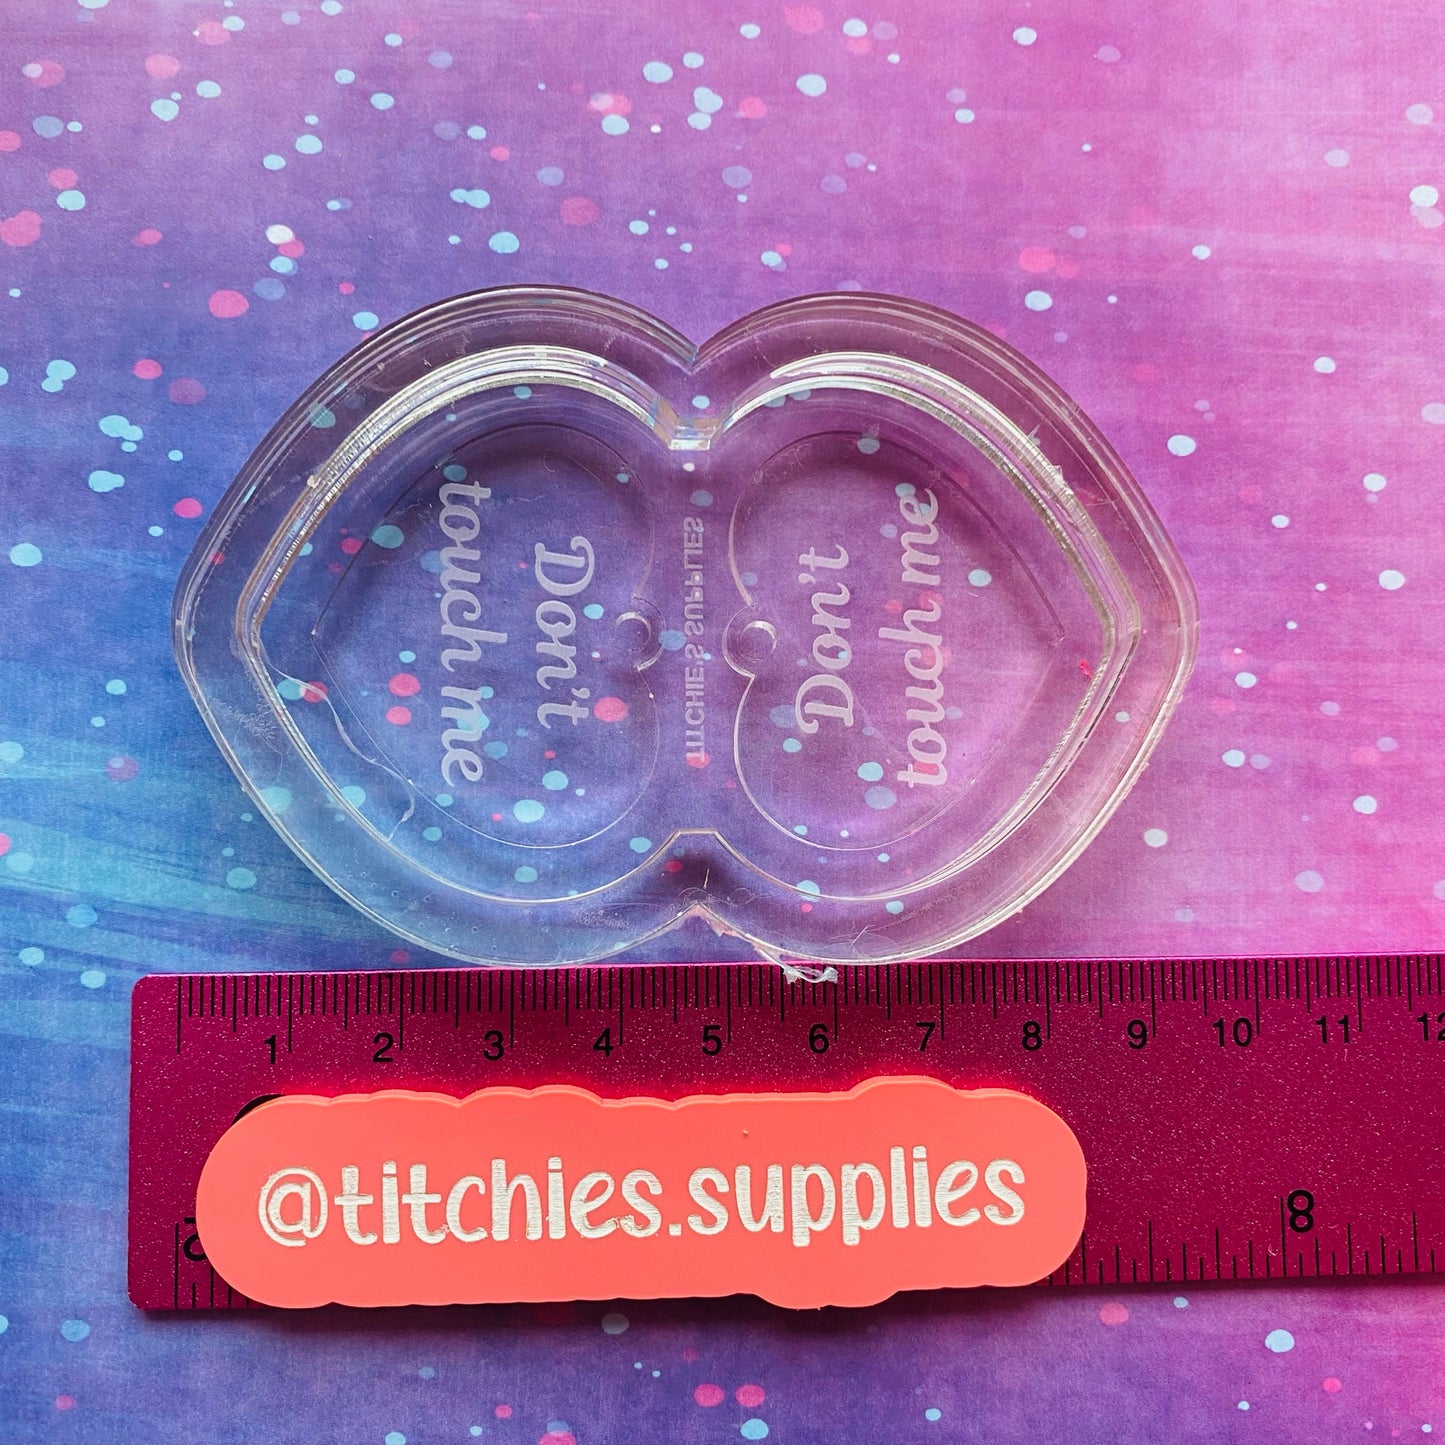 Don't
touch me
TITCHIE'S SUPPLIES
Don't
touch me
1 2 3 4 5 6 7 8 9 10 11 12
@titchies.supplies
8